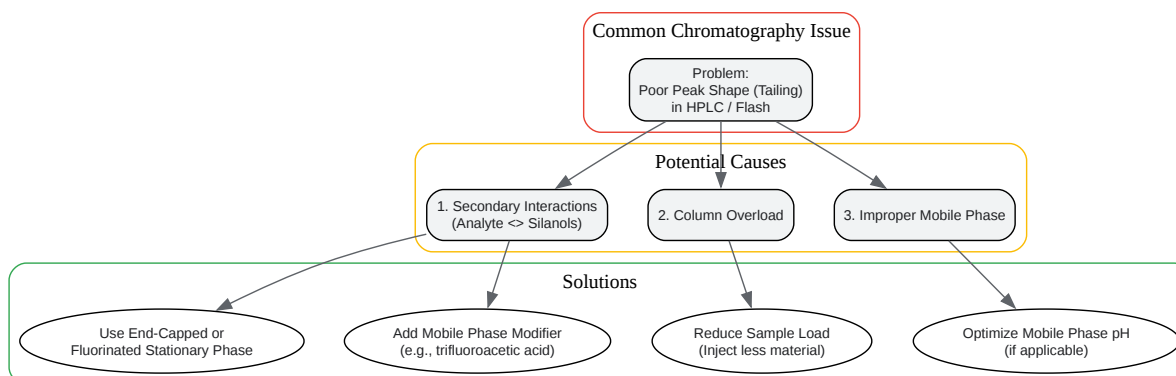 Common Chromatography Issue
Problem:
Poor Peak Shape (Tailing)
in HPLC / Flash
Potential Causes
1. Secondary Interactions
(Analyte <> Silanols)
2. Column Overload
3. Improper Mobile Phase
Solutions
Use End-Capped or
Fluorinated Stationary Phase
Add Mobile Phase Modifier
(e.g., trifluoroacetic acid)
Reduce Sample Load
(Inject less material)
Optimize Mobile Phase pH
(if applicable)